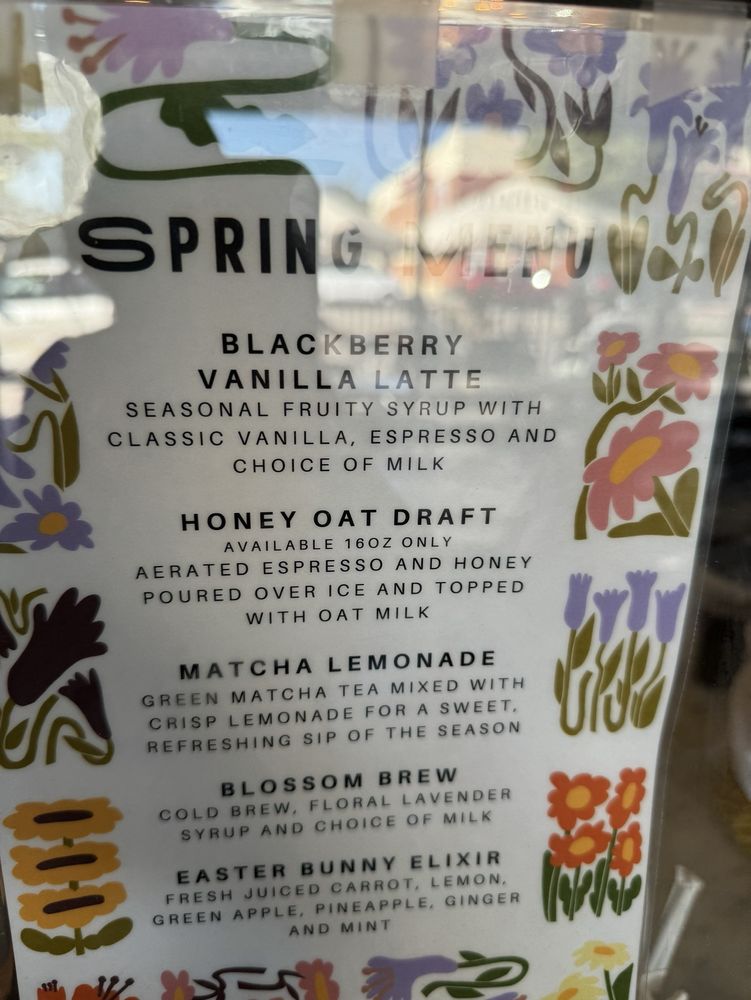 SPRING MENU
BLACKBERRY
VANILLA LATTE
SEASONAL FRUITY SYRUP WITH
CLASSIC VANILLA, ESPRESSO AND
CHOICE OF MILK
HONEY OAT DRAFT
AVAILABLE 16OZ ONLY
AERATED ESPRESSO AND HONEY
POURED OVER ICE AND TOPPED
WITH OAT MILK
MATCHA LEMONADE
GREEN MATCHA TEA MIXED WITH
CRISP LEMONADE FOR A SWEET,
REFRESHING SIP OF THE SEASON
BLOSSOM BREW
COLD BREW, FLORAL LAVENDER
SYRUP AND CHOICE OF MILK
EASTER BUNNY ELIXIR
FRESH JUICED CARROT, LEMON,
GREEN APPLE, PINEAPPLE, GINGER
AND MINT